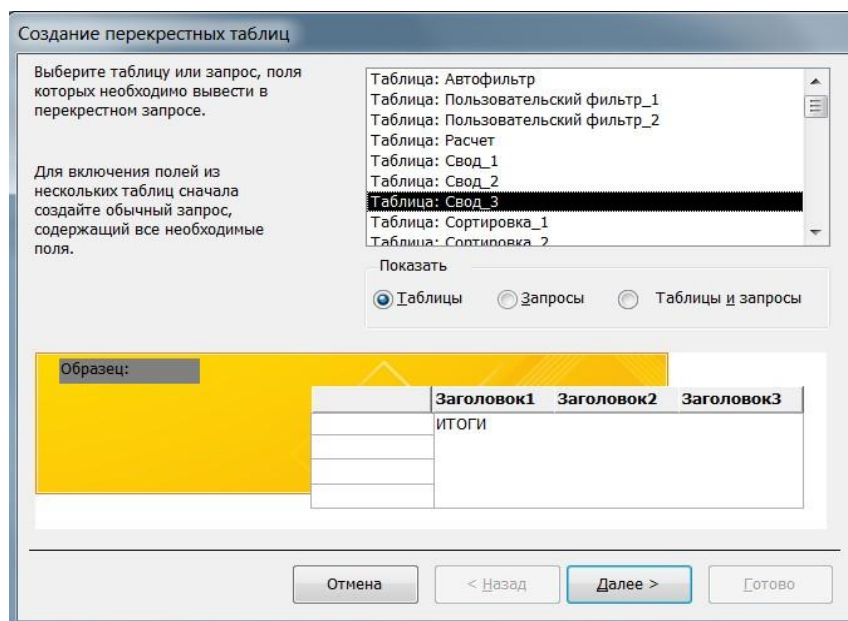 Создание перекрестных таблиц
Выберите таблицу или запрос, поля
которых необходимо вывести в
перекрестном запросе.
Для включения полей из
нескольких таблиц сначала
создайте обычный запрос,
содержащий все необходимые
поля.
Таблица: Автофильтр
Таблица: Пользовательский фильтр_1
Таблица: Пользовательский фильтр_2
Таблица: Расчет
Таблица: Свод_1
Таблица: Свод_2
Таблица: Свод_3
Таблица: Сортировка_1
Таблица: Сортировка_2
Показать
Таблицы Запросы Таблицы и запросы
Образец:
Заголовок1 Заголовок2 Заголовок3
ИТОГИ
Отмена < Назад Далее > Готово